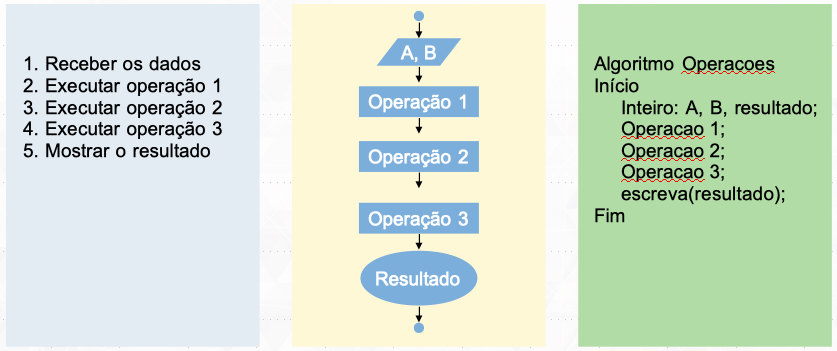 1. Receber os dados
2. Executar operação 1
3. Executar operação 2
4. Executar operação 3
5. Mostrar o resultado
A, B
Operação 1
Operação 2
Operação 3
Resultado
Algoritmo Operacoes
Início
Inteiro: A, B, resultado;
Operacao 1;
Operacao 2;
Operacao 3;
escreva(resultado);
Fim